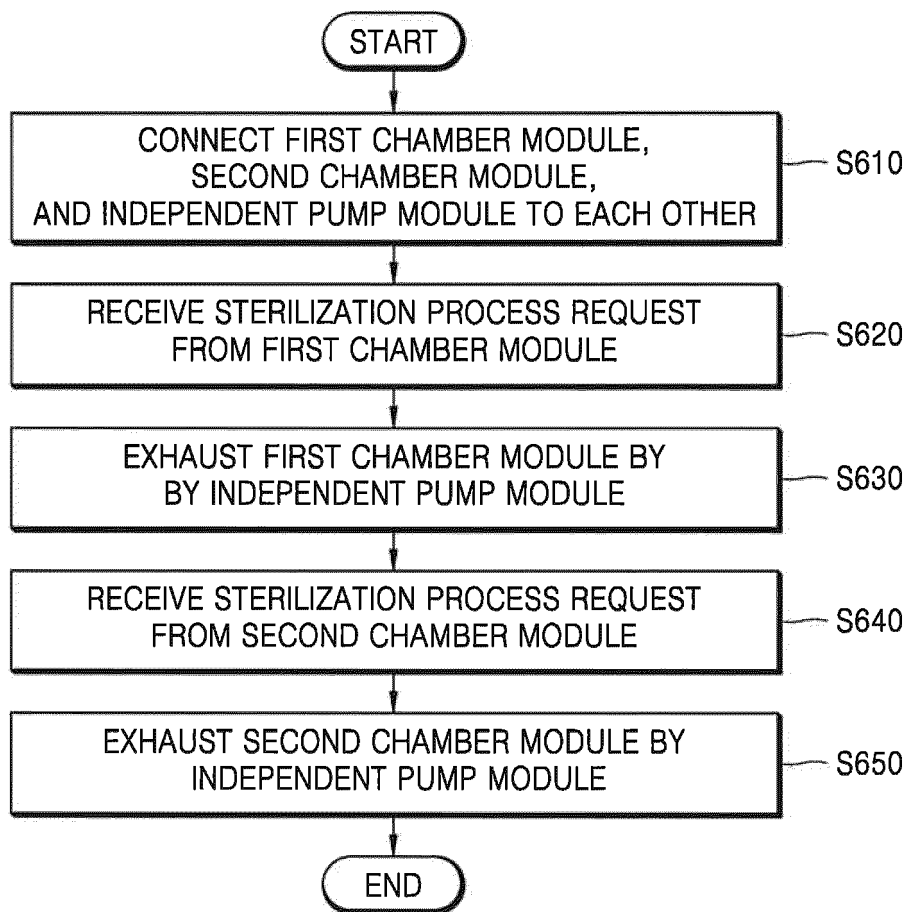 START
CONNECT FIRST CHAMBER MODULE,
SECOND CHAMBER MODULE,
AND INDEPENDENT PUMP MODULE TO EACH OTHER
S610
RECEIVE STERILIZATION PROCESS REQUEST
FROM FIRST CHAMBER MODULE
S620
EXHAUST FIRST CHAMBER MODULE BY
BY INDEPENDENT PUMP MODULE
S630
RECEIVE STERILIZATION PROCESS REQUEST
FROM SECOND CHAMBER MODULE
S640
EXHAUST SECOND CHAMBER MODULE BY
INDEPENDENT PUMP MODULE
S650
END